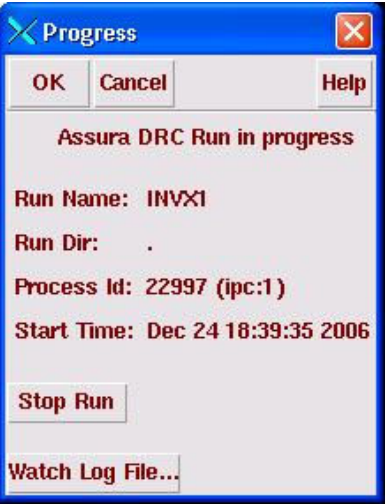 Progress
OK Cancel Help
Assura DRC Run in progress
Run Name: INVX1
Run Dir: .
Process Id: 22997 (ipc:1)
Start Time: Dec 24 18:39:35 2006
Stop Run
Watch Log File...